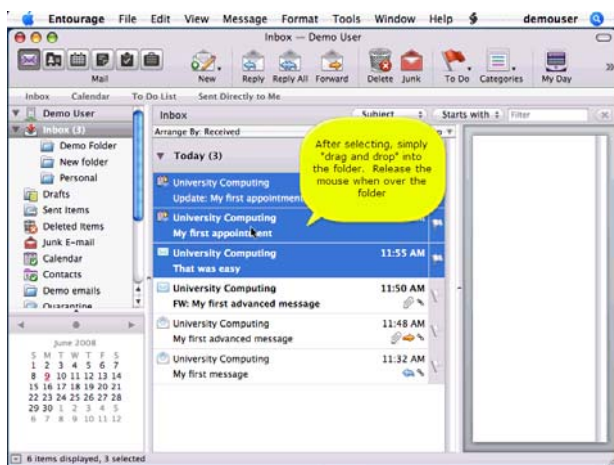 Entourage File Edit View Message Format Tools Window Help demouser
Inbox — Demo User
Mail New Reply Reply All Forward Delete Junk To Do Categories My Day
Inbox Calendar To Do List Sent Directly to Me
Demo User
Inbox (3)
Demo Folder
New folder
Personal
Drafts
Sent Items
Deleted Items
Junk E-mail
Calendar
Contacts
Demo emails
Quarantine
June 2008
S M T W T F S
1 2 3 4 5 6 7
8 9 10 11 12 13 14
15 16 17 18 19 20 21
22 23 24 25 26 27 28
29 30 1 2 3 4 5
6 7 8 9 10 11 12
Inbox Subject Starts with Filter
Arrange By: Received
Today (3)
University Computing
Update: My first appointment
University Computing
My first appointment
University Computing 11:55 AM
That was easy
University Computing 11:50 AM
FW: My first advanced message
University Computing 11:48 AM
My first advanced message
University Computing 11:32 AM
My first message
After selecting, simply
"drag and drop" into
the folder. Release the
mouse when over the
folder
6 items displayed, 3 selected